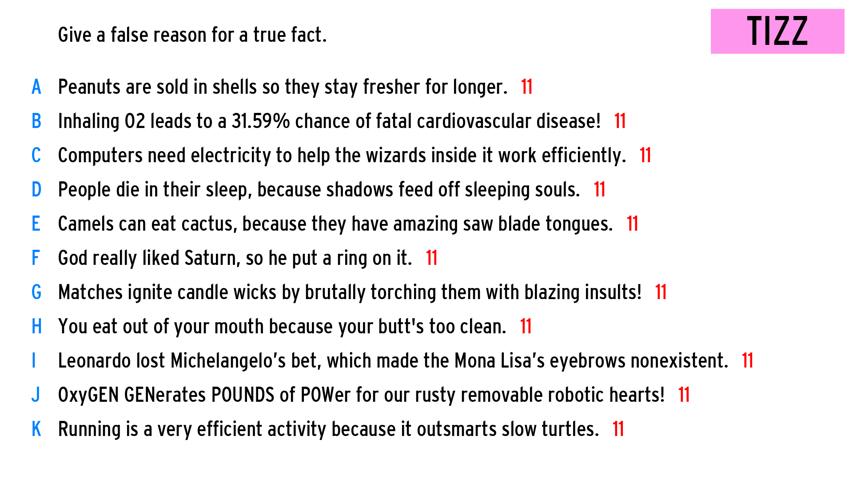 Give a false reason for a true fact.
TIZZ
A Peanuts are sold in shells so they stay fresher for longer. 11
B Inhaling O2 leads to a 31.59% chance of fatal cardiovascular disease! 11
C Computers need electricity to help the wizards inside it work efficiently. 11
D People die in their sleep, because shadows feed off sleeping souls. 11
E Camels can eat cactus, because they have amazing saw blade tongues. 11
F God really liked Saturn, so he put a ring on it. 11
G Matches ignite candle wicks by brutally torching them with blazing insults! 11
H You eat out of your mouth because your butt's too clean. 11
I Leonardo lost Michelangelo’s bet, which made the Mona Lisa’s eyebrows nonexistent. 11
J OxyGEN GENerates POUNDS of POWer for our rusty removable robotic hearts! 11
K Running is a very efficient activity because it outsmarts slow turtles. 11